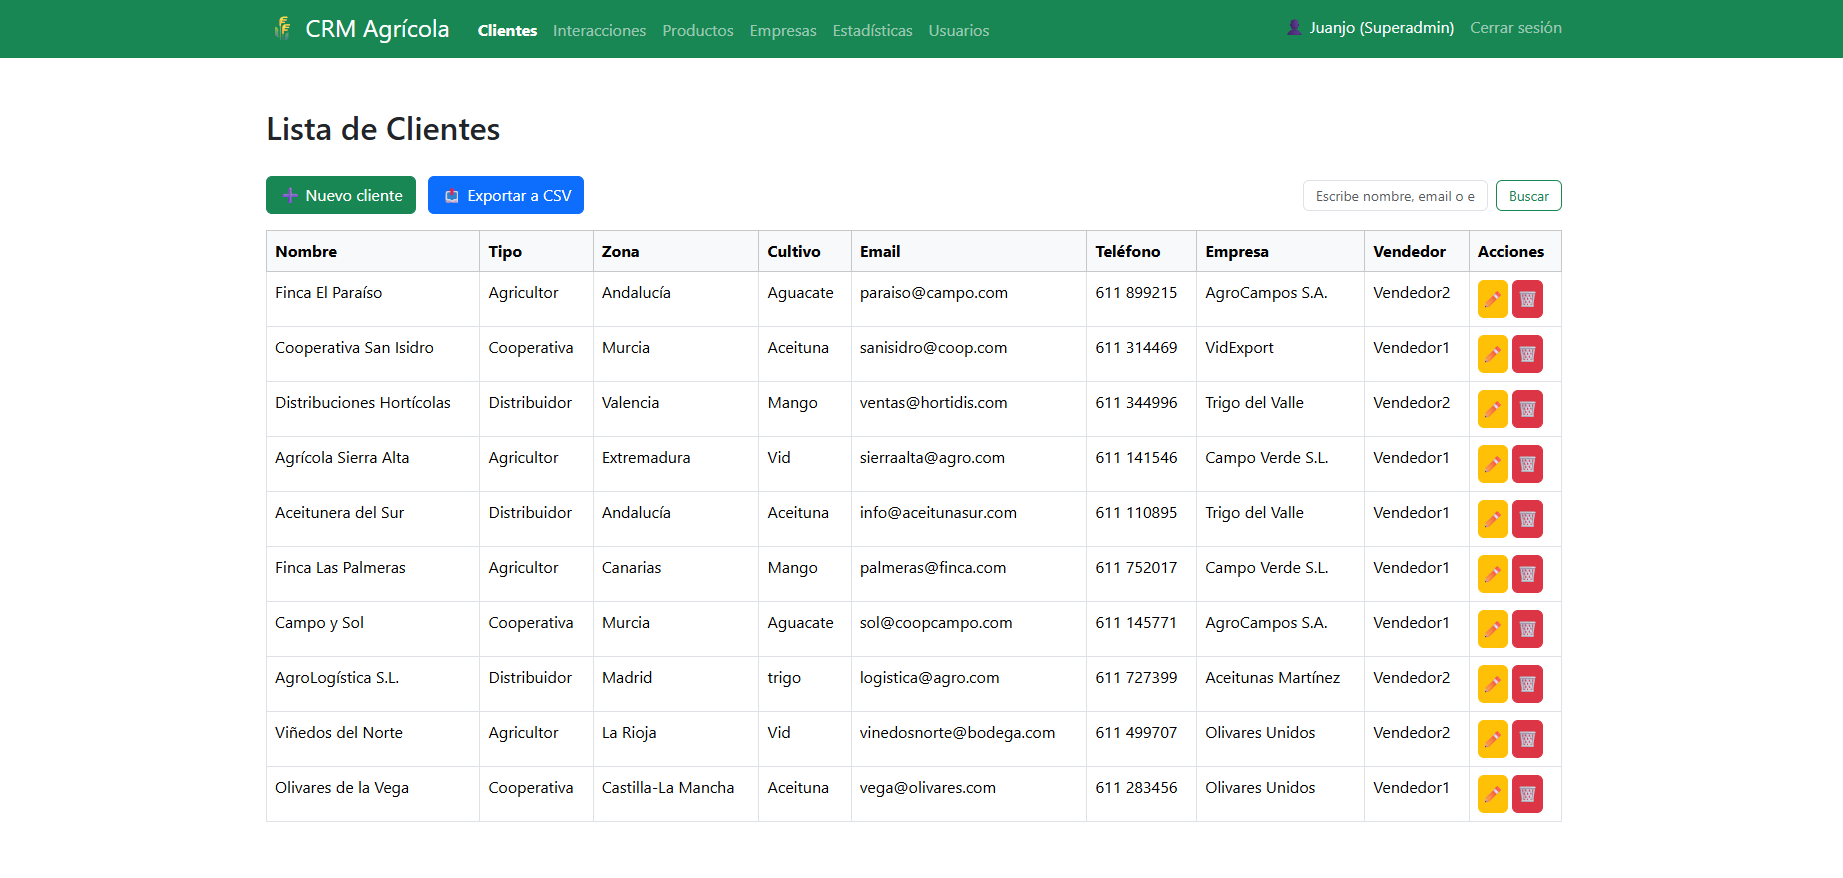 CRM Agrícola Clientes Interacciones Productos Empresas Estadísticas Usuarios Juanjo (Superadmin) Cerrar sesión
Lista de Clientes
Nuevo cliente Exportar a CSV Escribe nombre, email o e Buscar
Nombre Tipo Zona Cultivo Email Teléfono Empresa Vendedor Acciones
Finca El Paraíso Agricultor Andalucía Aguacate paraiso@campo.com 611 899215 AgroCampos S.A. Vendedor2
Cooperativa San Isidro Cooperativa Murcia Aceituna sanisidro@coop.com 611 314469 VidExport Vendedor1
Distribuciones Hortícolas Distribuidor Valencia Mango ventas@hortidis.com 611 344996 Trigo del Valle Vendedor2
Agrícola Sierra Alta Agricultor Extremadura Vid sierraalta@agro.com 611 141546 Campo Verde S.L. Vendedor1
Aceitunera del Sur Distribuidor Andalucía Aceituna info@aceitunasur.com 611 110895 Trigo del Valle Vendedor1
Finca Las Palmeras Agricultor Canarias Mango palmeras@finca.com 611 752017 Campo Verde S.L. Vendedor1
Campo y Sol Cooperativa Murcia Aguacate sol@coopcampo.com 611 145771 AgroCampos S.A. Vendedor1
AgroLogística S.L. Distribuidor Madrid trigo logistica@agro.com 611 727399 Aceitunas Martínez Vendedor2
Viñedos del Norte Agricultor La Rioja Vid vinedosnorte@bodega.com 611 499707 Olivares Unidos Vendedor2
Olivares de la Vega Cooperativa Castilla-La Mancha Aceituna vega@olivares.com 611 283456 Olivares Unidos Vendedor1